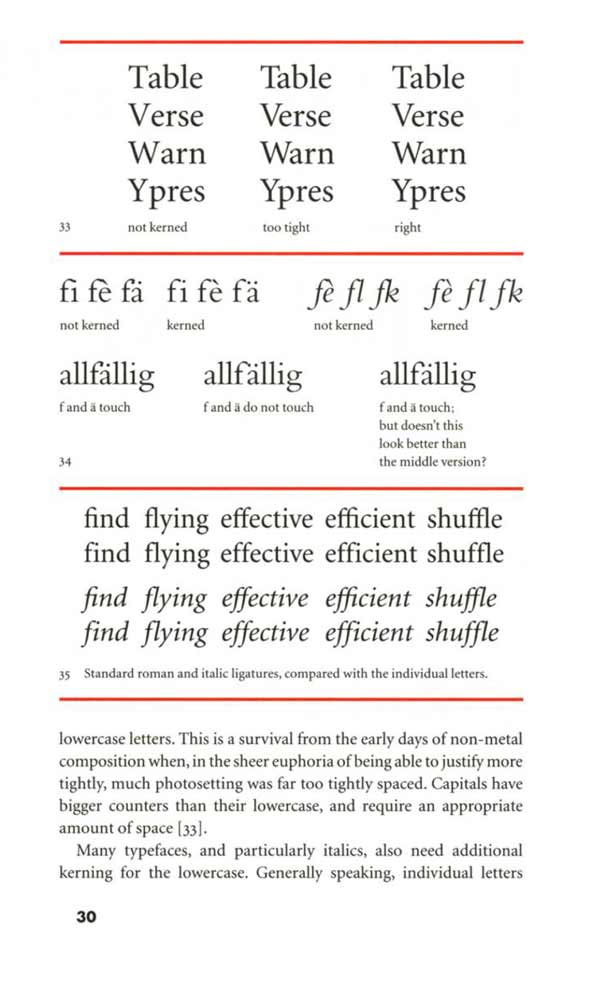 Table Table Table
Verse Verse Verse
Warn Warn Warn
Ypres Ypres Ypres
33 not kerned too tight right
fi fè fä fi fè fä fè fl fk fè fl fk
not kerned kerned not kerned kerned
allfällig allfällig allfällig
f and ä touch f and ä do not touch f and ä touch;
but doesn't this
look better than
34 the middle version?
find flying effective efficient shuffle
find flying effective efficient shuffle
find flying effective efficient shuffle
find flying effective efficient shuffle
35 Standard roman and italic ligatures, compared with the individual letters.
lowercase letters. This is a survival from the early days of non-metal
composition when, in the sheer euphoria of being able to justify more
tightly, much photosetting was far too tightly spaced. Capitals have
bigger counters than their lowercase, and require an appropriate
amount of space [33].
Many typefaces, and particularly italics, also need additional
kerning for the lowercase. Generally speaking, individual letters
30